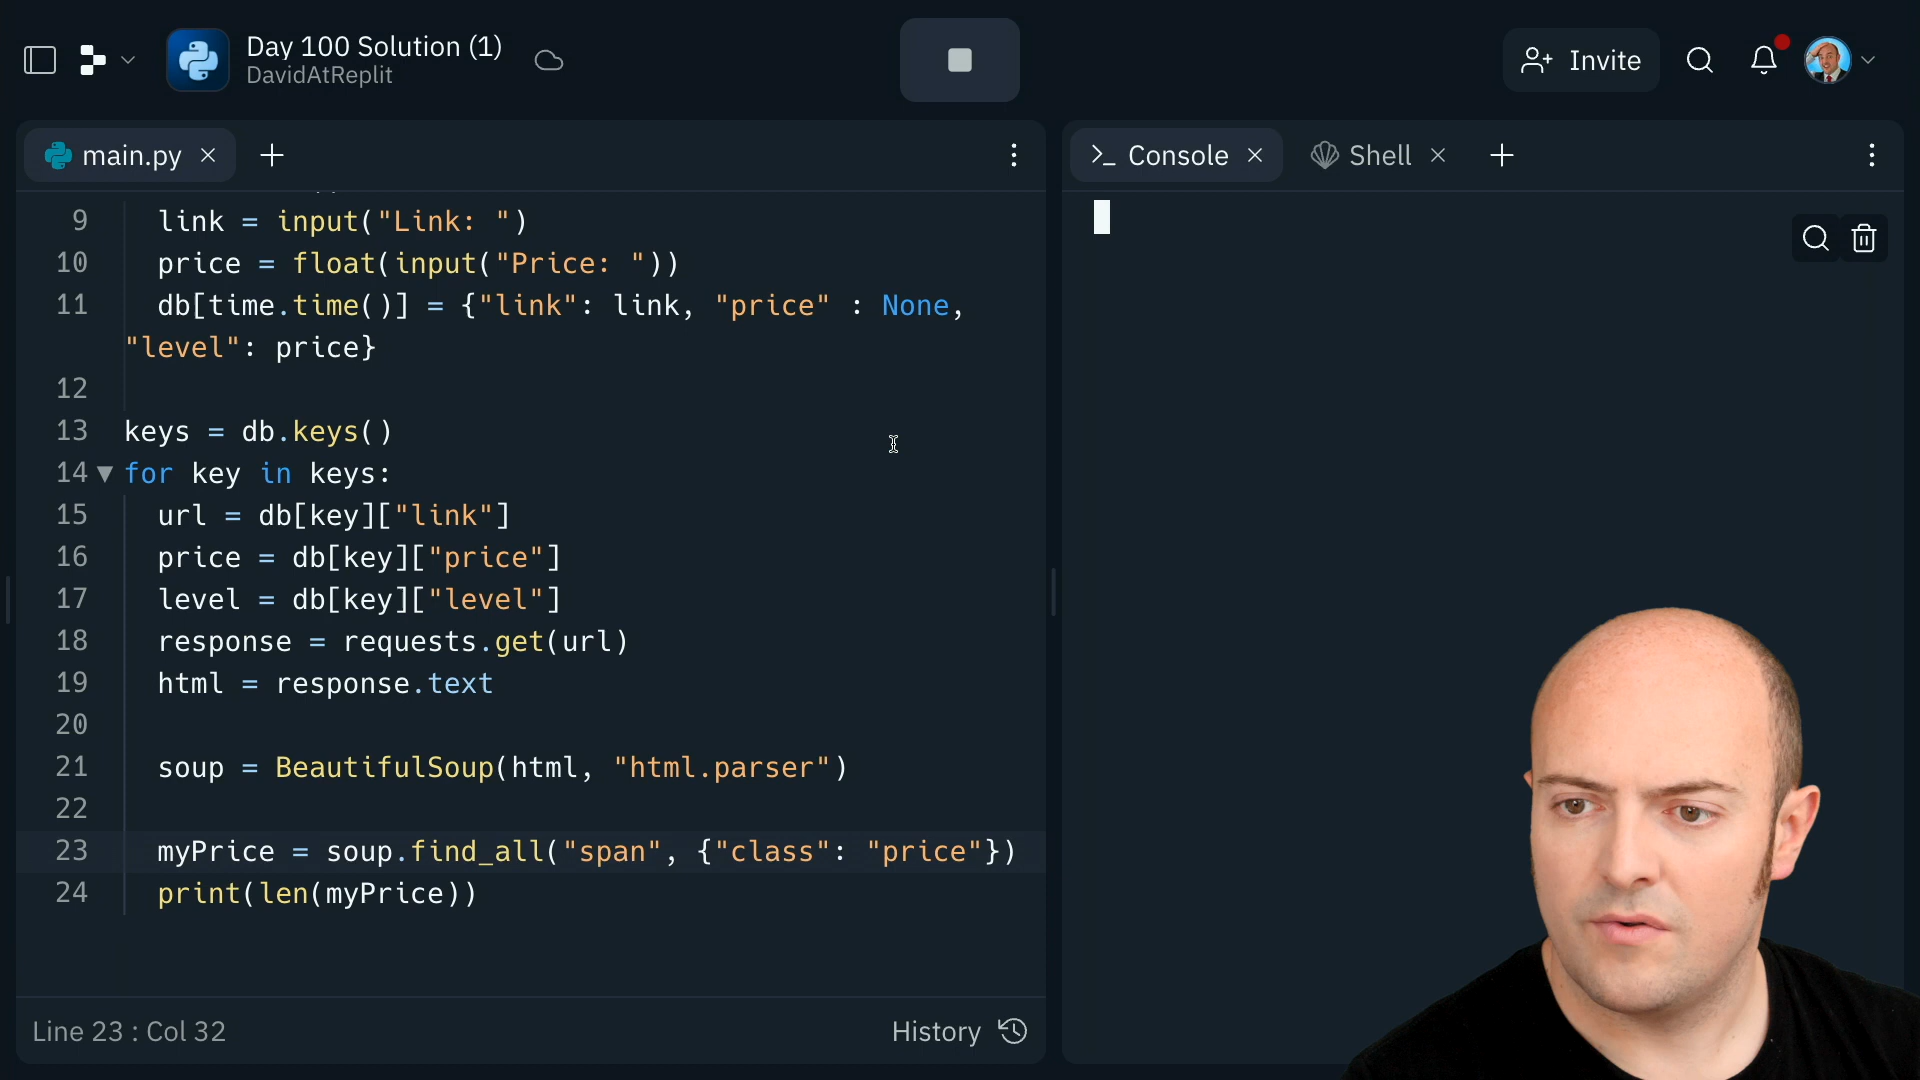 Day 100 Solution (1)
DavidAtReplit
Invite
main.py
Console
Shell
9 link = input("Link: ")
10 price = float(input("Price: "))
11 db[time.time()] = {"link": link, "price" : None,
"level": price}
12
13 keys = db.keys()
14 for key in keys:
15 url = db[key]["link"]
16 price = db[key]["price"]
17 level = db[key]["level"]
18 response = requests.get(url)
19 html = response.text
20
21 soup = BeautifulSoup(html, "html.parser")
22
23 myPrice = soup.find_all("span", {"class": "price"})
24 print(len(myPrice))
Line 23 : Col 32
History